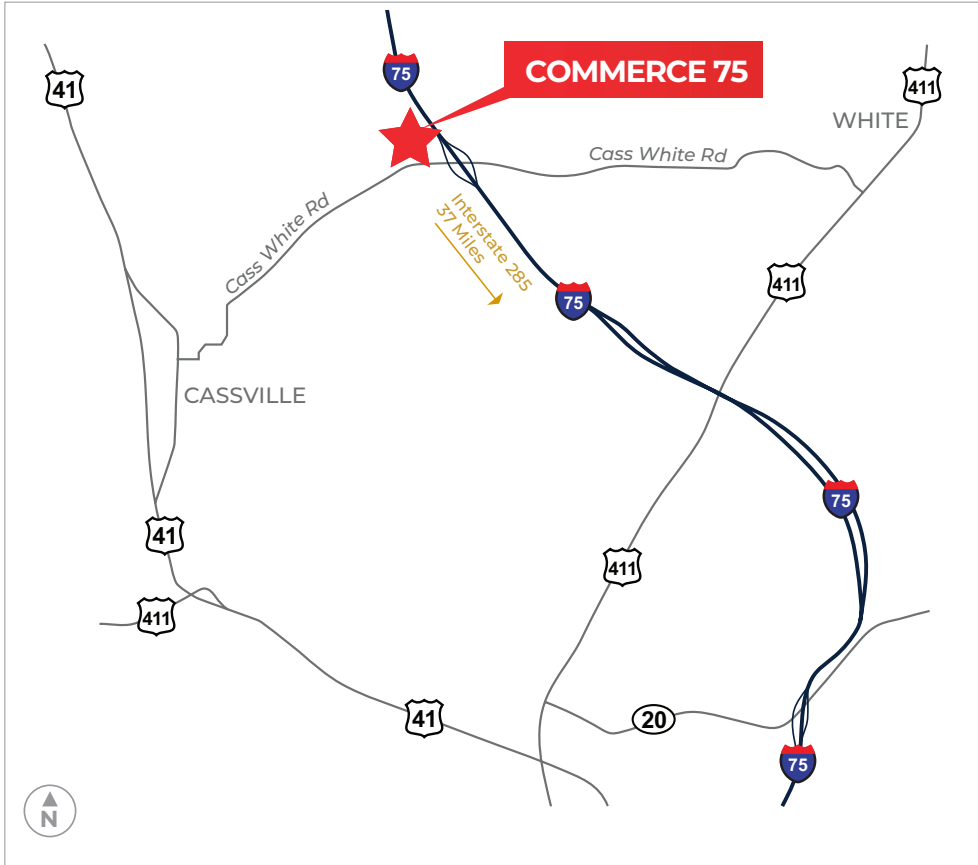 75
COMMERCE 75
41
411
WHITE
Cass White Rd
Cass White Rd
Interstate 285
37 Miles
411
75
CASSVILLE
75
41
411
411
41
20
75
N